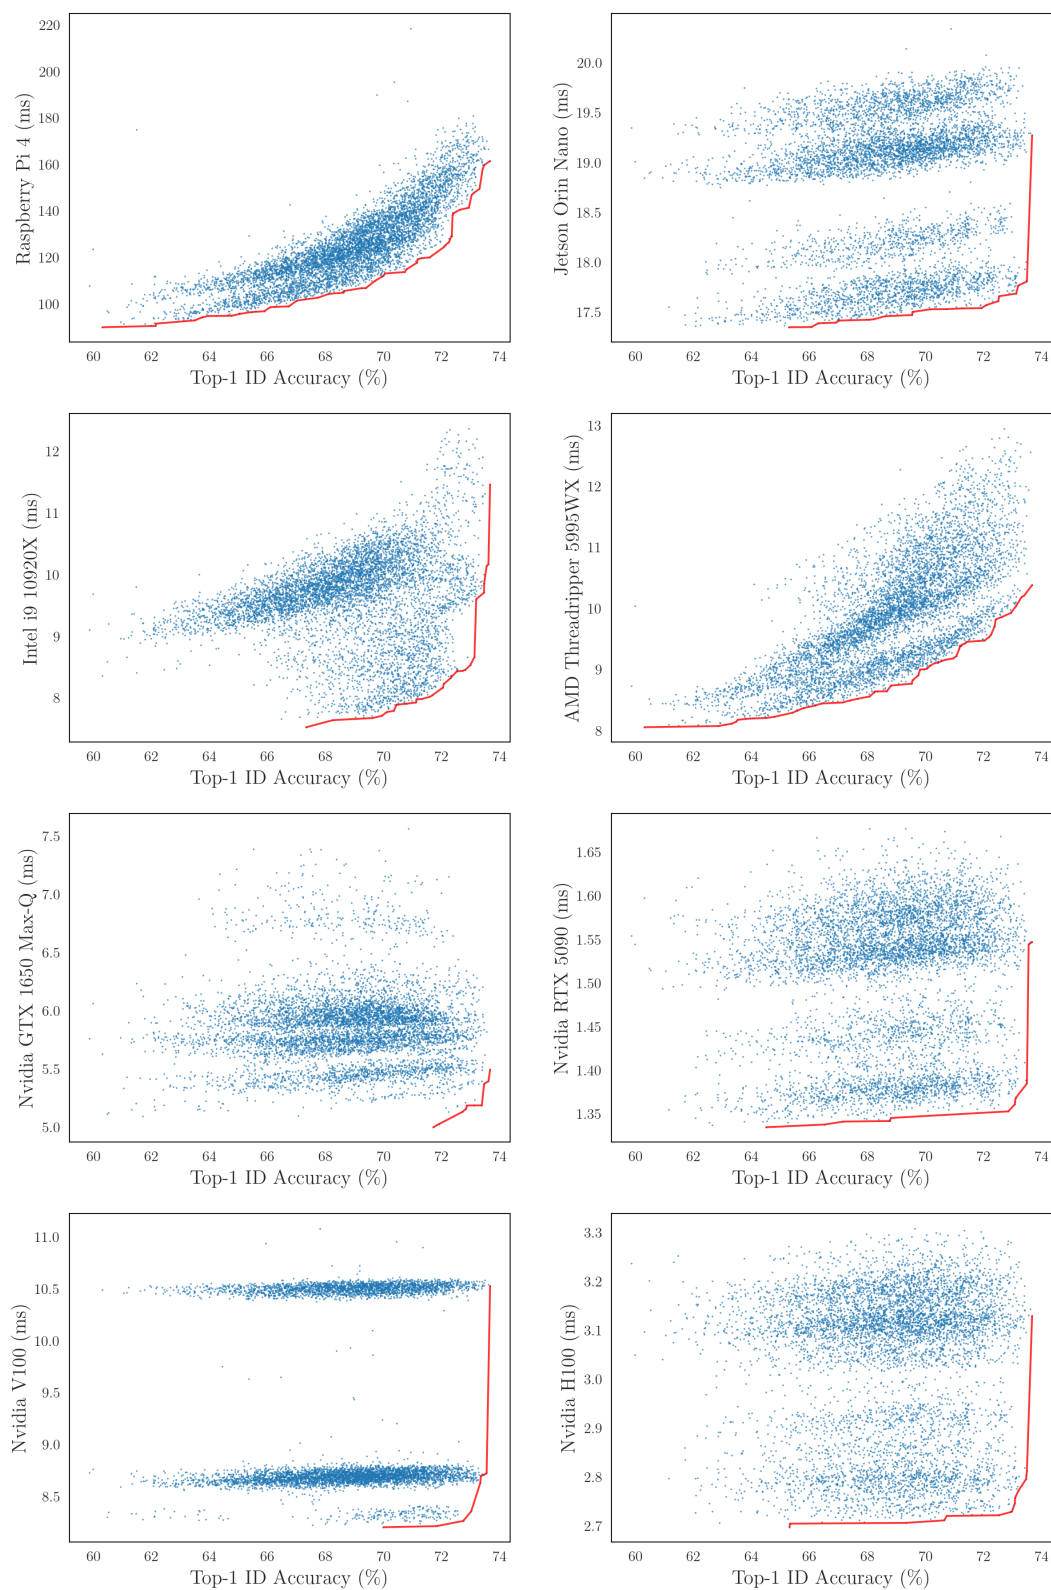 220
200
180
160
140
120
100
Raspberry Pi 4 (ms)
60 62 64 66 68 70 72 74
Top-1 ID Accuracy (%)
20.0
19.5
19.0
18.5
18.0
17.5
Jetson Orin Nano (ms)
60 62 64 66 68 70 72 74
Top-1 ID Accuracy (%)
12
11
10
9
8
Intel i9 10920X (ms)
60 62 64 66 68 70 72 74
Top-1 ID Accuracy (%)
13
12
11
10
9
8
AMD Threadripper 5995WX (ms)
60 62 64 66 68 70 72 74
Top-1 ID Accuracy (%)
7.5
7.0
6.5
6.0
5.5
5.0
Nvidia GTX 1650 Max-Q (ms)
60 62 64 66 68 70 72 74
Top-1 ID Accuracy (%)
1.65
1.60
1.55
1.50
1.45
1.40
1.35
Nvidia RTX 5090 (ms)
60 62 64 66 68 70 72 74
Top-1 ID Accuracy (%)
11.0
10.5
10.0
9.5
9.0
8.5
Nvidia V100 (ms)
60 62 64 66 68 70 72 74
Top-1 ID Accuracy (%)
3.3
3.2
3.1
3.0
2.9
2.8
2.7
Nvidia H100 (ms)
60 62 64 66 68 70 72 74
Top-1 ID Accuracy (%)